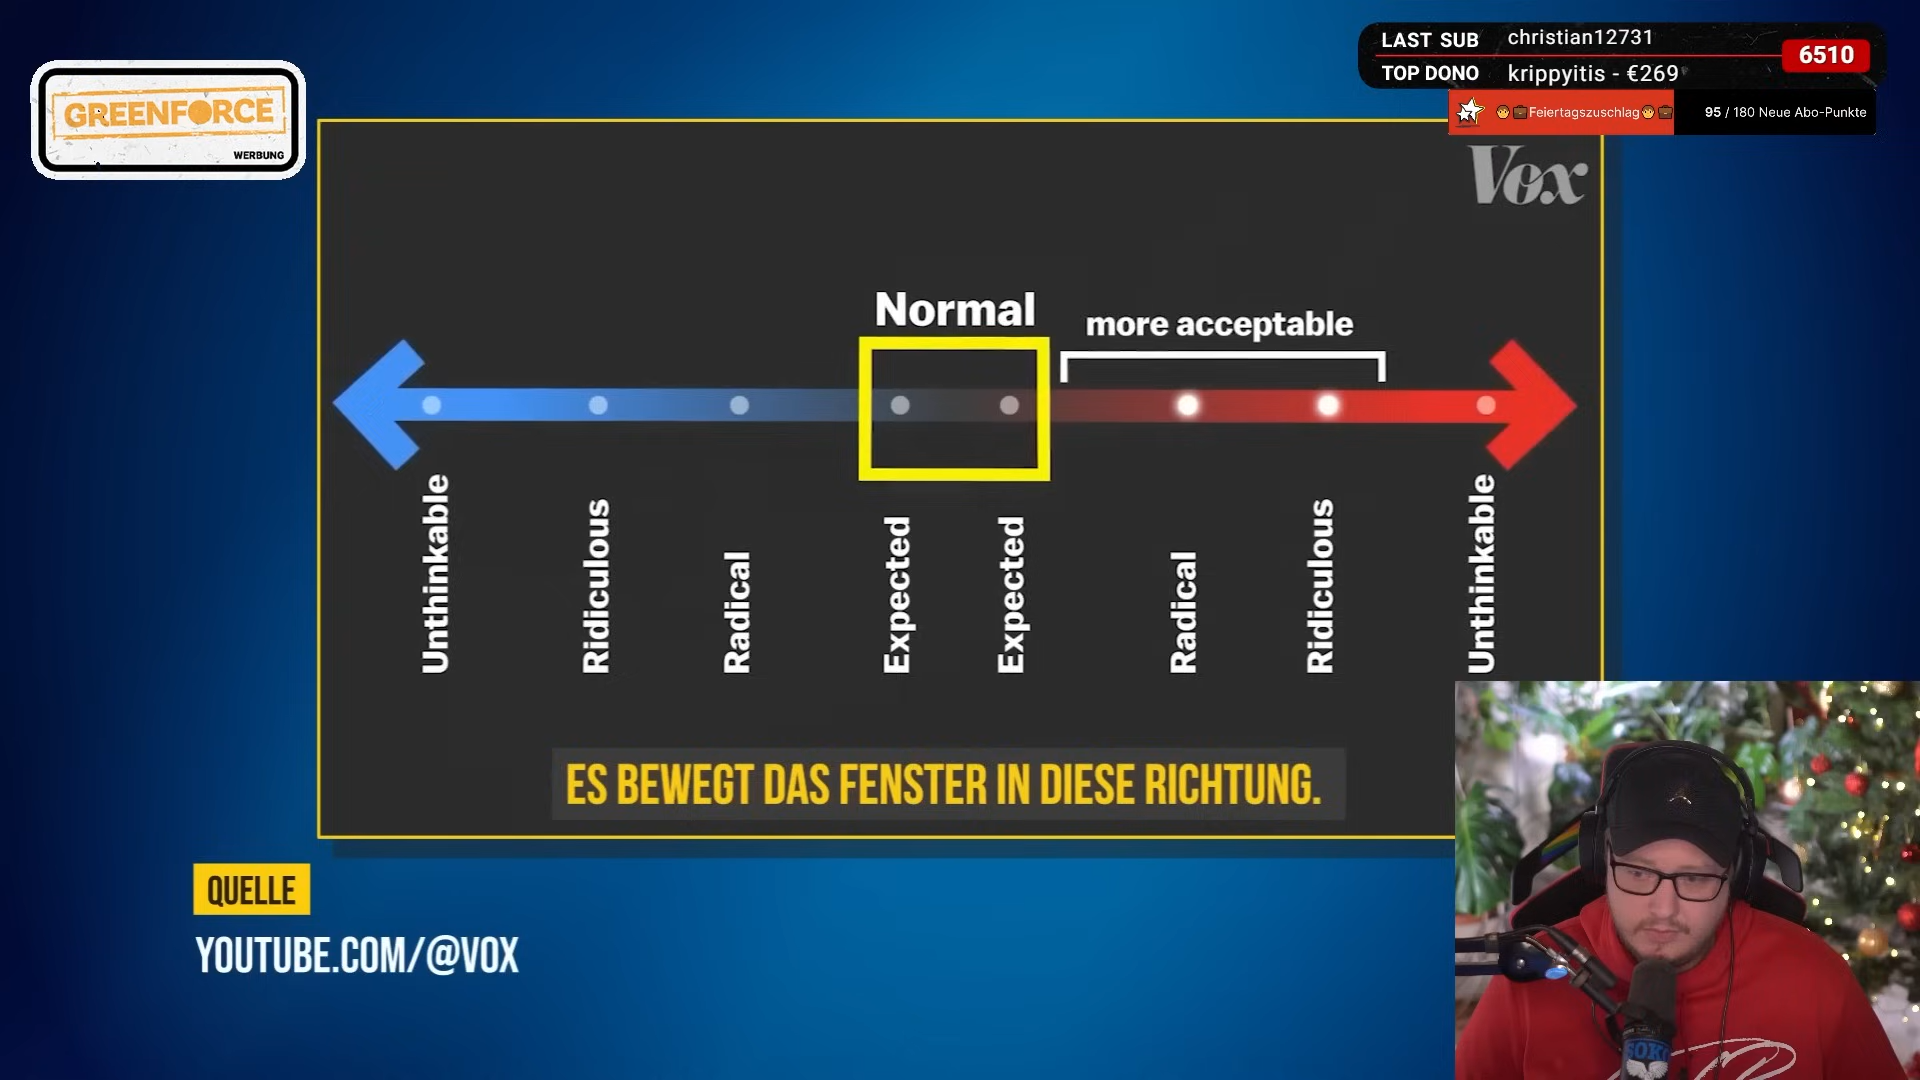 LAST SUB christian12731
6510
TOP DONO krippyitis - €269
Feiertagszuschlag
95 / 180 Neue Abo-Punkte
GREENFORCE
WERBUNG
Vox
Normal
more acceptable
Unthinkable
Ridiculous
Radical
Expected
Expected
Radical
Ridiculous
Unthinkable
ES BEWEGT DAS FENSTER IN DIESE RICHTUNG.
QUELLE
YOUTUBE.COM/@VOX